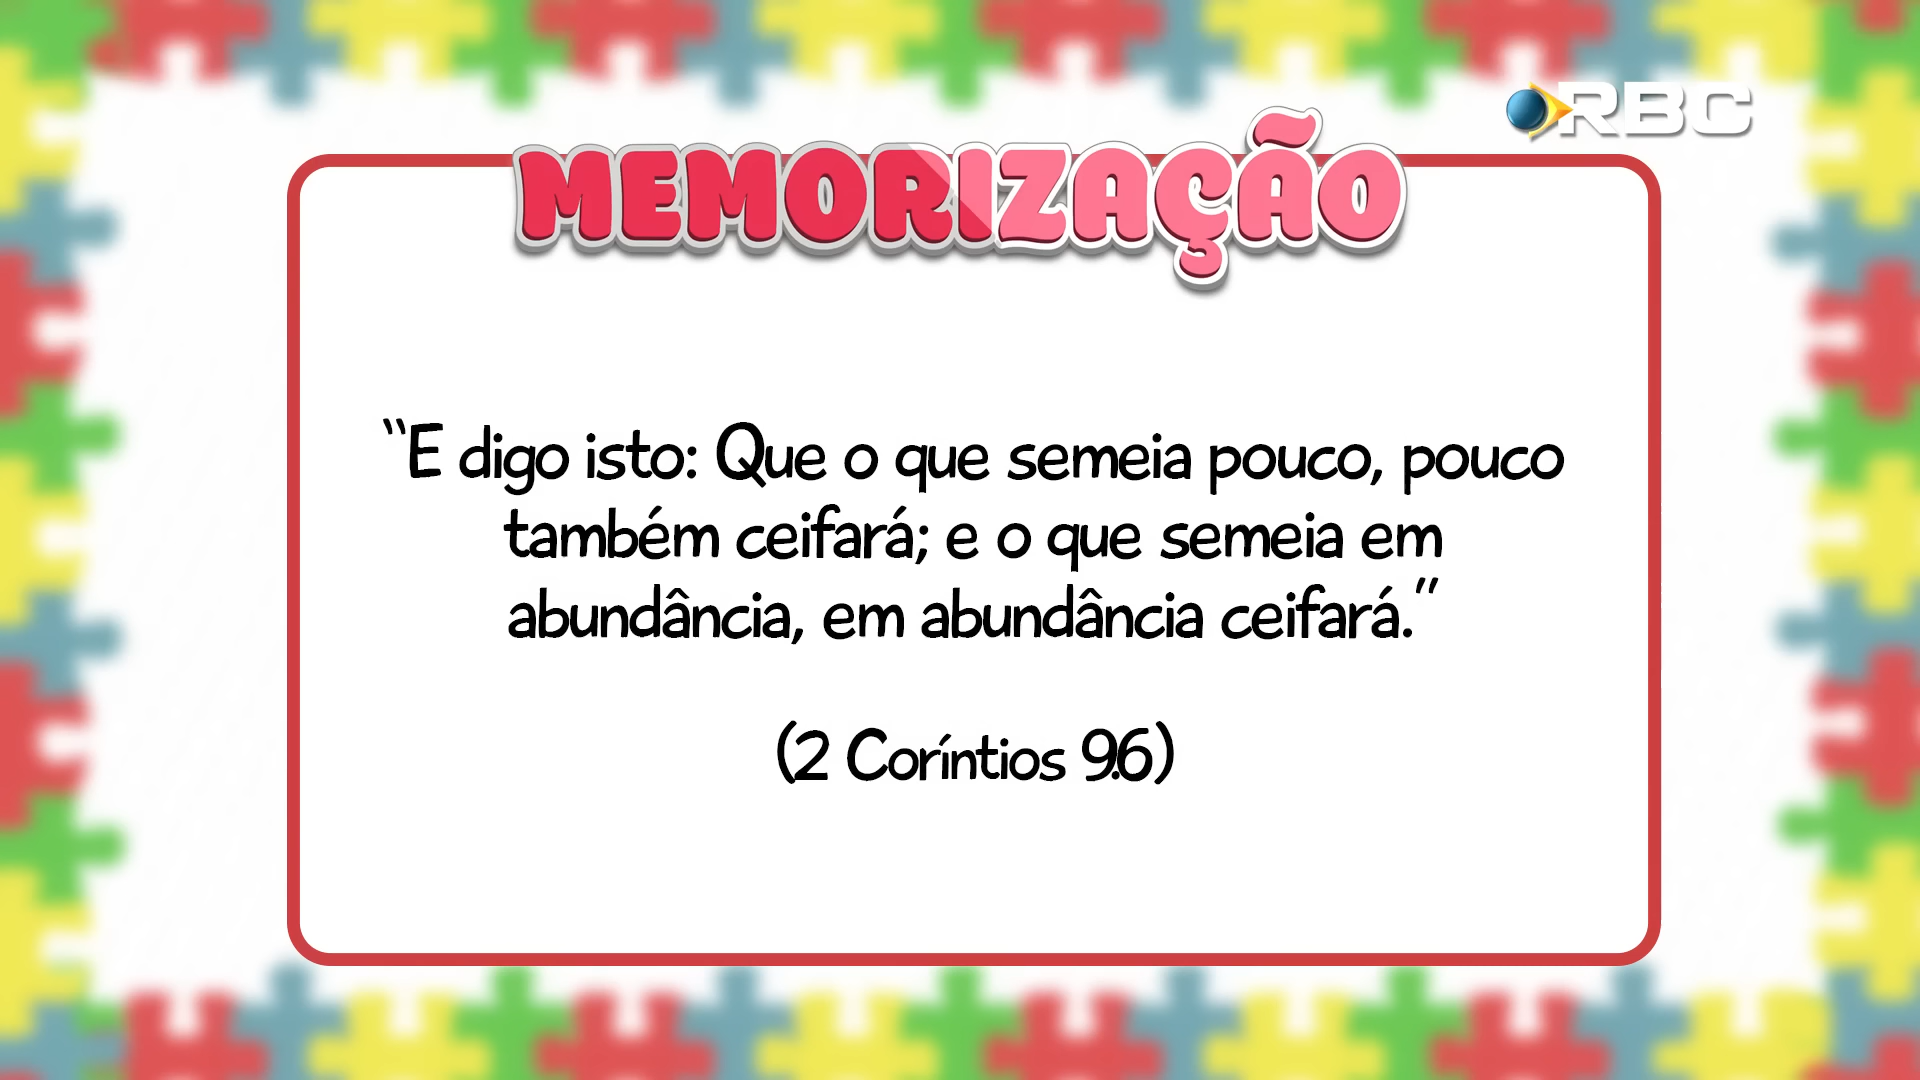 RBC
MEMORIZAÇÃO
“E digo isto: Que o que semeia pouco, pouco
também ceifará; e o que semeia em
abundância, em abundância ceifará.”
(2 Coríntios 9.6)